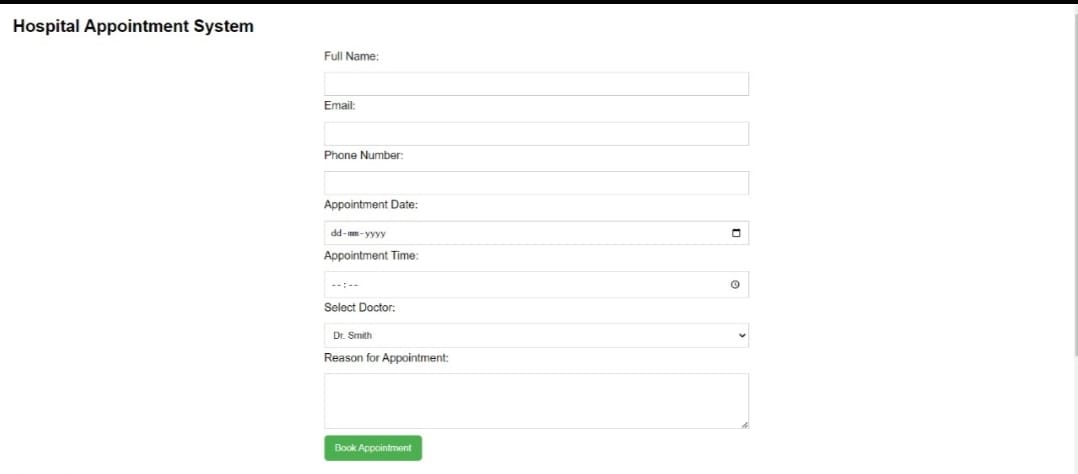 Hospital Appointment System
Full Name:
Email:
Phone Number:
Appointment Date:
dd-mm-yyyy
Appointment Time:
--:--
Select Doctor:
Dr. Smith
Reason for Appointment:
Book Appointment